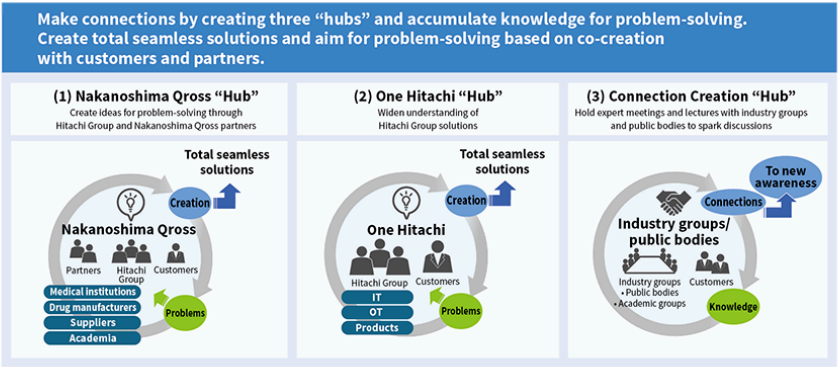 Make connections by creating three “hubs” and accumulate knowledge for problem-solving.
Create total seamless solutions and aim for problem-solving based on co-creation
with customers and partners.
(1) Nakanoshima Qross “Hub”
Create ideas for problem-solving through
Hitachi Group and Nakanoshima Qross partners
Total seamless
solutions
Creation
Nakanoshima Qross
Partners
Hitachi
Group
Customers
Medical institutions
Drug manufacturers
Suppliers
Academia
Problems
(2) One Hitachi “Hub”
Widen understanding of
Hitachi Group solutions
Total seamless
solutions
Creation
One Hitachi
Hitachi Group
Customers
IT
OT
Products
Problems
(3) Connection Creation “Hub”
Hold expert meetings and lectures with industry groups
and public bodies to spark discussions
To new
awareness
Connections
Industry groups/
public bodies
Industry groups
• Public bodies
• Academic groups
Customers
Knowledge